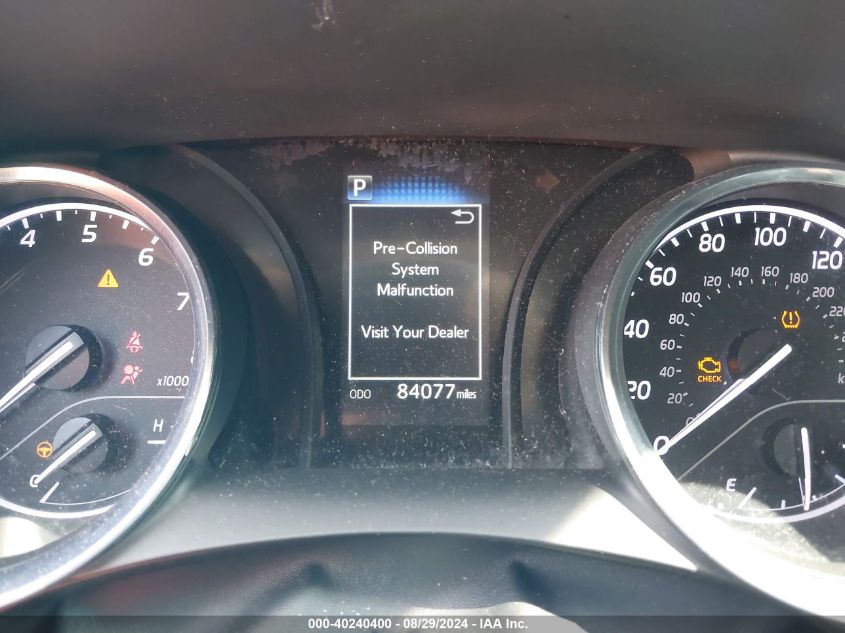 P
Pre-Collision
System
Malfunction
Visit Your Dealer
ODO 84077 miles
4 5 6 7
x1000
H
C
0 20 40 60 80 100 120
20 40 60 80 100 120 140 160 180 200 220
CHECK
E
000-40240400 - 08/29/2024 - IAA Inc.